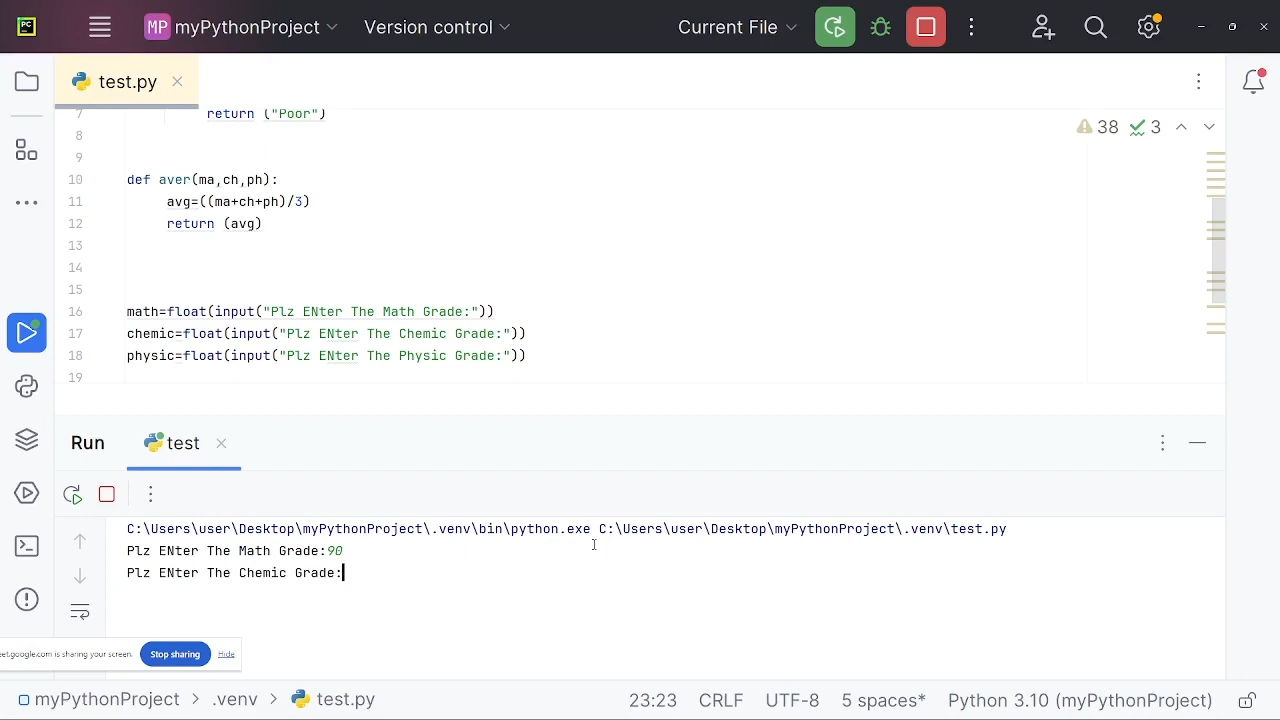 PC
MP myPythonProject Version control Current File
test.py
7 return ("Poor")
38 3
8
9
10 def aver(ma,ch,ph):
11 avg=((ma+ch+ph)/3)
12 return (avg)
13
14
15
16 math=float(input("Plz ENter The Math Grade:"))
17 chemic=float(input("Plz ENter The Chemic Grade:"))
18 physic=float(input("Plz ENter The Physic Grade:"))
19
Run test
C:\Users\user\Desktop\myPythonProject\.venv\bin\python.exe C:\Users\user\Desktop\myPythonProject\.venv\test.py
Plz ENter The Math Grade:90
Plz ENter The Chemic Grade:
eet.google.com is sharing your screen. Stop sharing Hide
myPythonProject > .venv > test.py 23:23 CRLF UTF-8 5 spaces* Python 3.10 (myPythonProject)